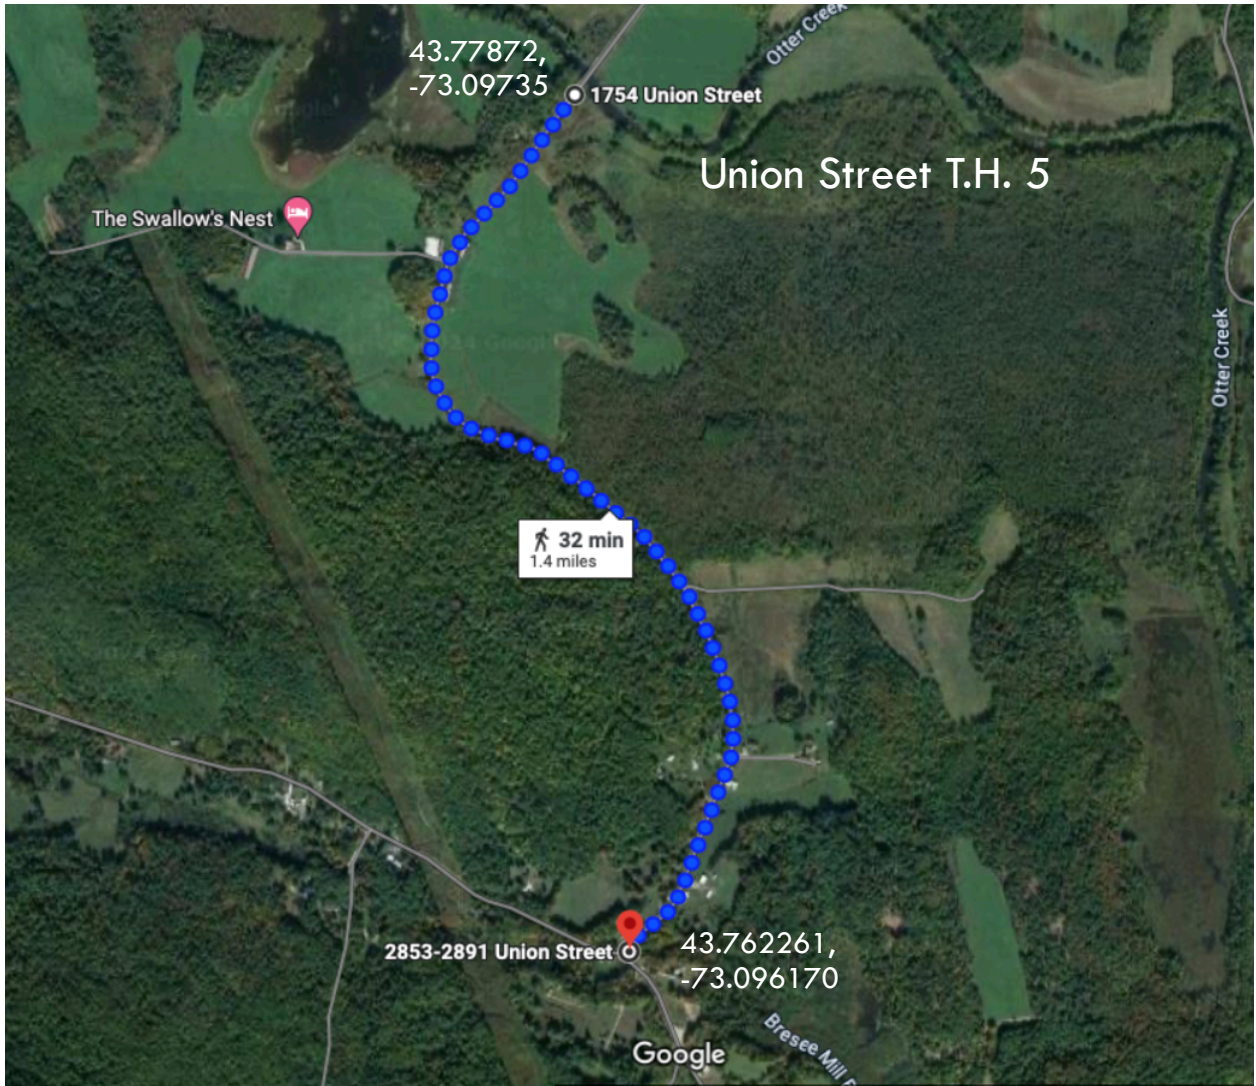 43.77872,
-73.09735
1754 Union Street
Otter Creek
Union Street T.H. 5
The Swallow's Nest
Otter Creek
32 min
1.4 miles
2853-2891 Union Street
43.762261,
-73.096170
Bresee Mill
Google